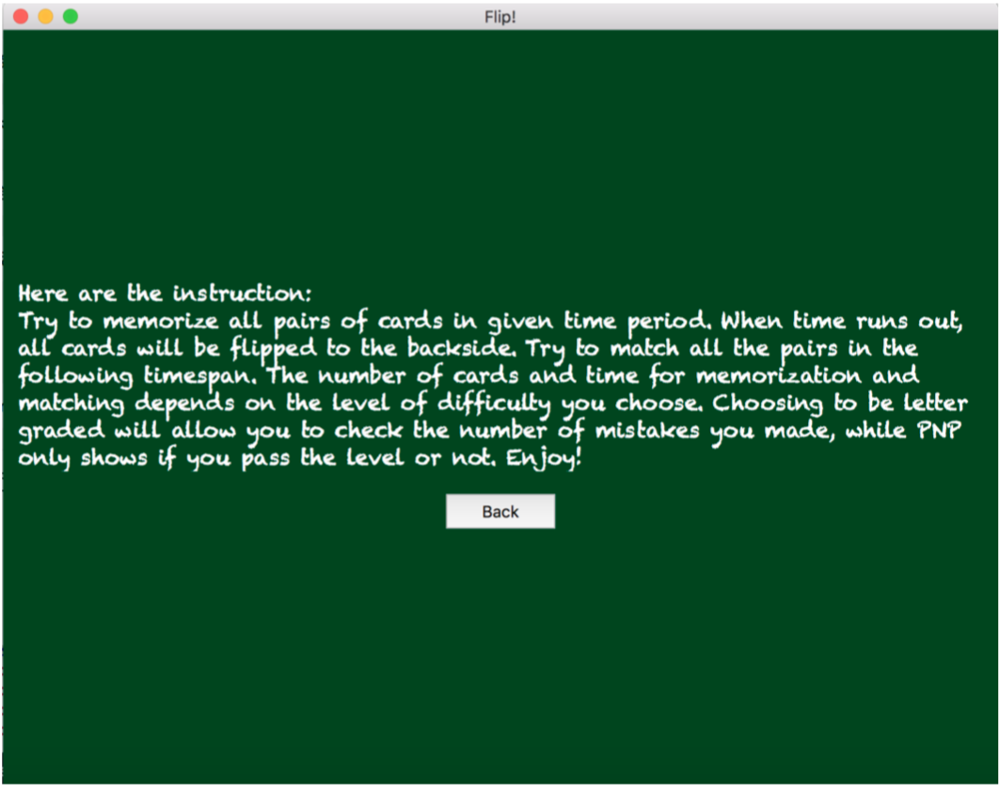 Flip!
Here are the instruction:
Try to memorize all pairs of cards in given time period. When time runs out,
all cards will be flipped to the backside. Try to match all the pairs in the
following timespan. The number of cards and time for memorization and
matching depends on the level of difficulty you choose. Choosing to be letter
graded will allow you to check the number of mistakes you made, while PNP
only shows if you pass the level or not. Enjoy!
Back